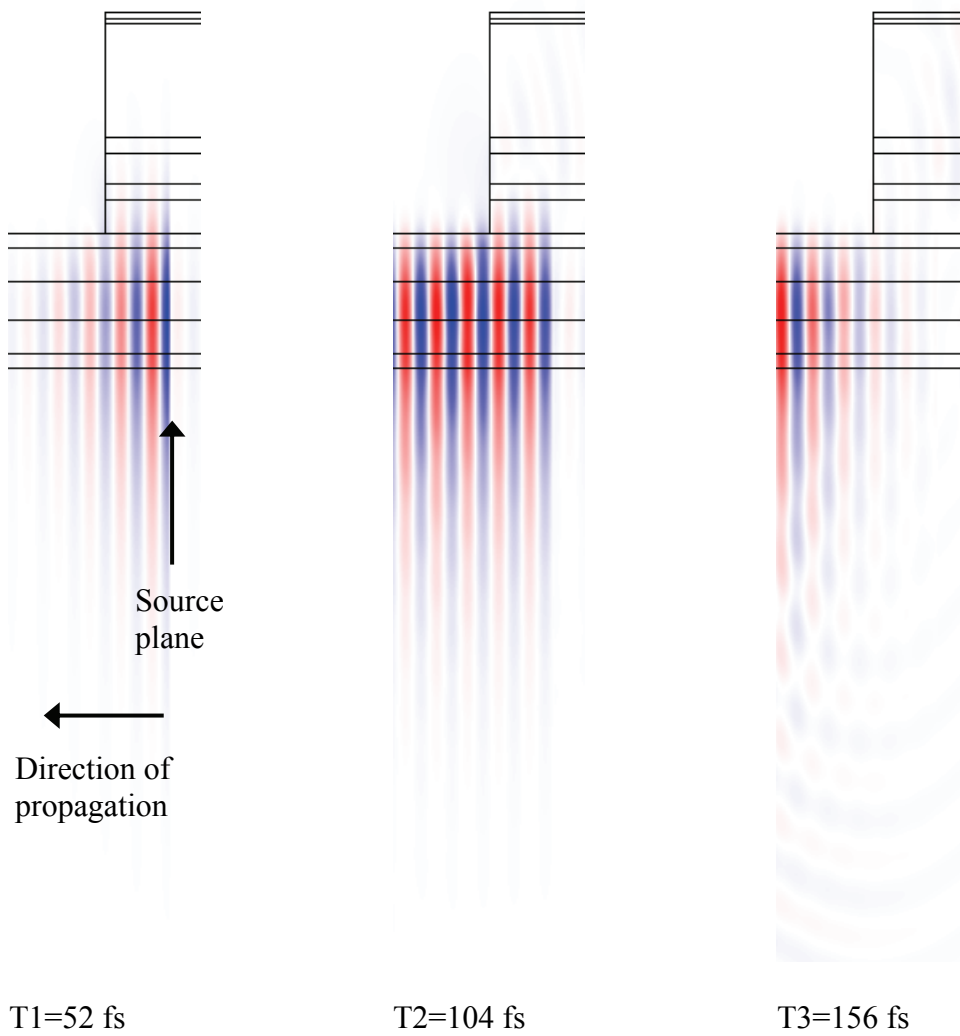 Source
plane
Direction of
propagation
T1=52 fs
T2=104 fs
T3=156 fs